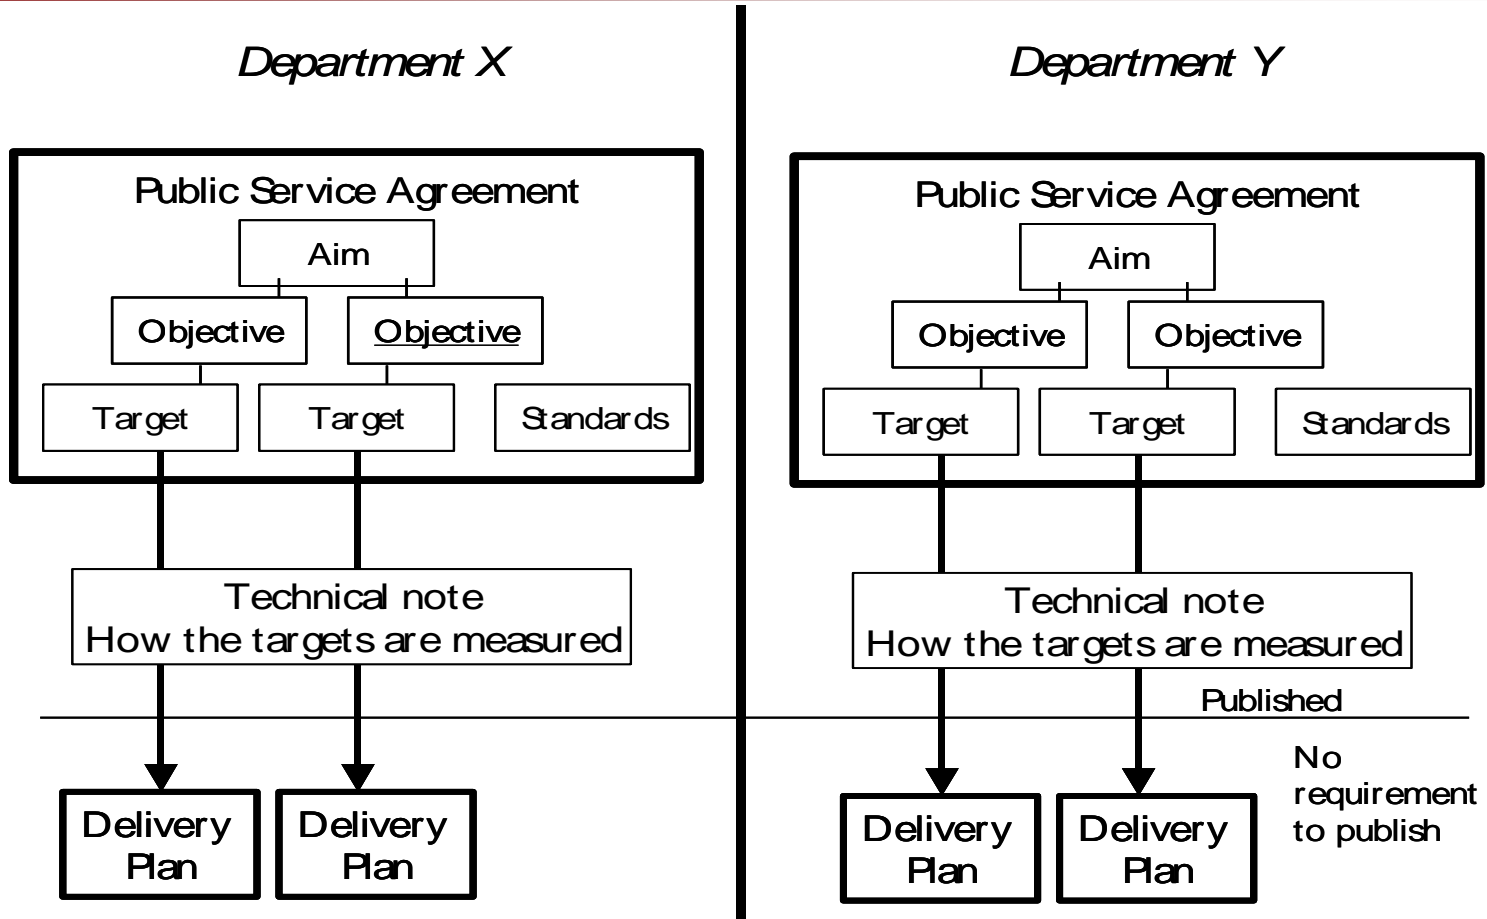 Department X
Public Service Agreement
Aim
Objective
Objective
Target
Target
Standards
Technical note
How the targets are measured
Delivery
Plan
Delivery
Plan
Department Y
Public Service Agreement
Aim
Objective
Objective
Target
Target
Standards
Technical note
How the targets are measured
Published
No
requirement
to publish
Delivery
Plan
Delivery
Plan